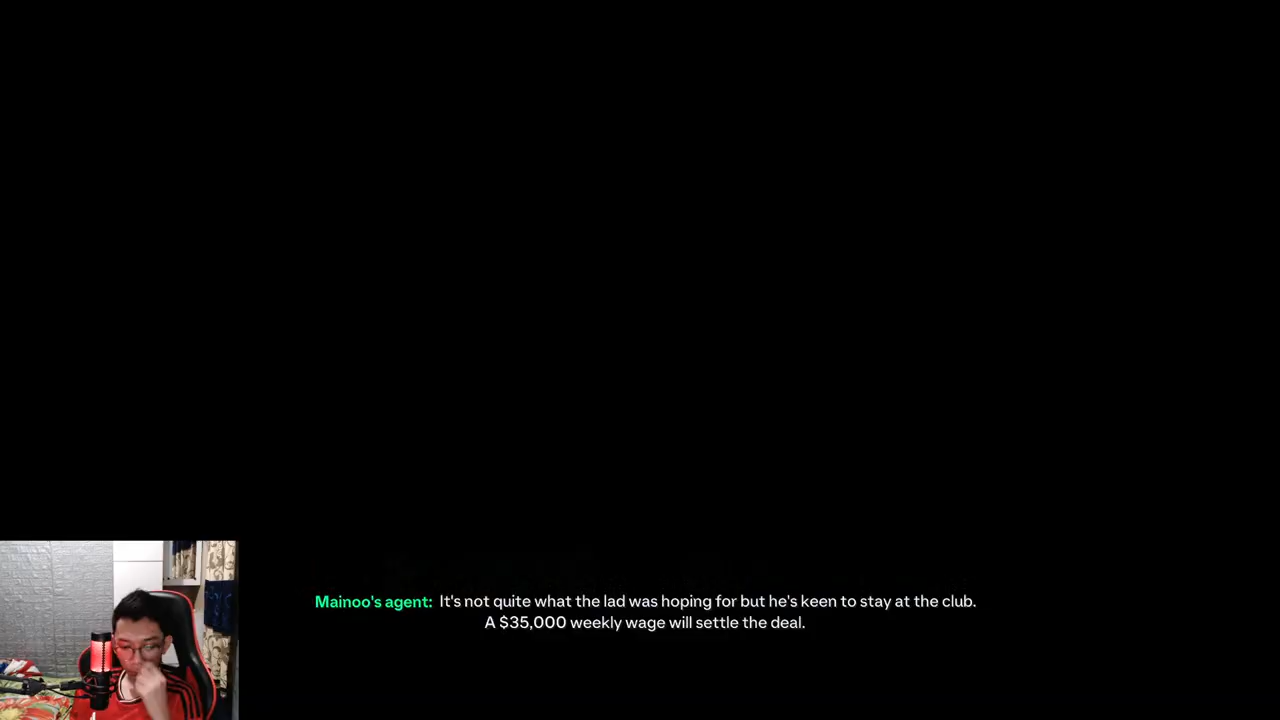 Mainoo's agent: It's not quite what the lad was hoping for but he's keen to stay at the club.
A $35,000 weekly wage will settle the deal.